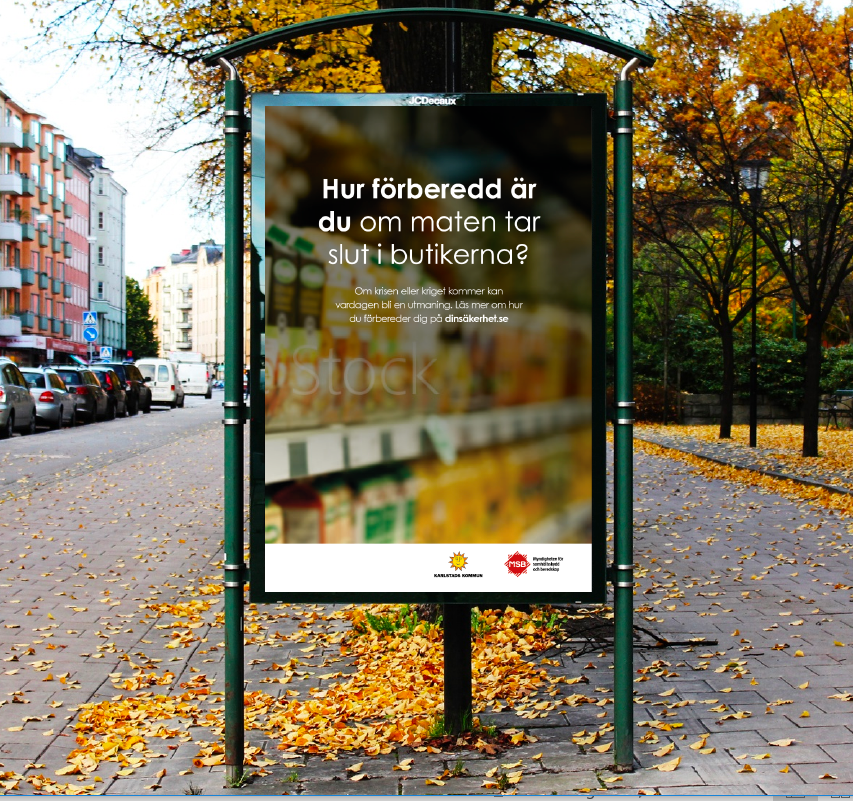 JCDecaux
Hur förberedd är
du om maten tar
slut i butikerna?
Om krisen eller kriget kommer kan
vardagen bli en utmaning. Läs mer om hur
du förbereder dig på dinsäkerhet.se
iStock
KARLSTADS KOMMUN
MSB
Myndigheten för
samhällsskydd
och beredskap